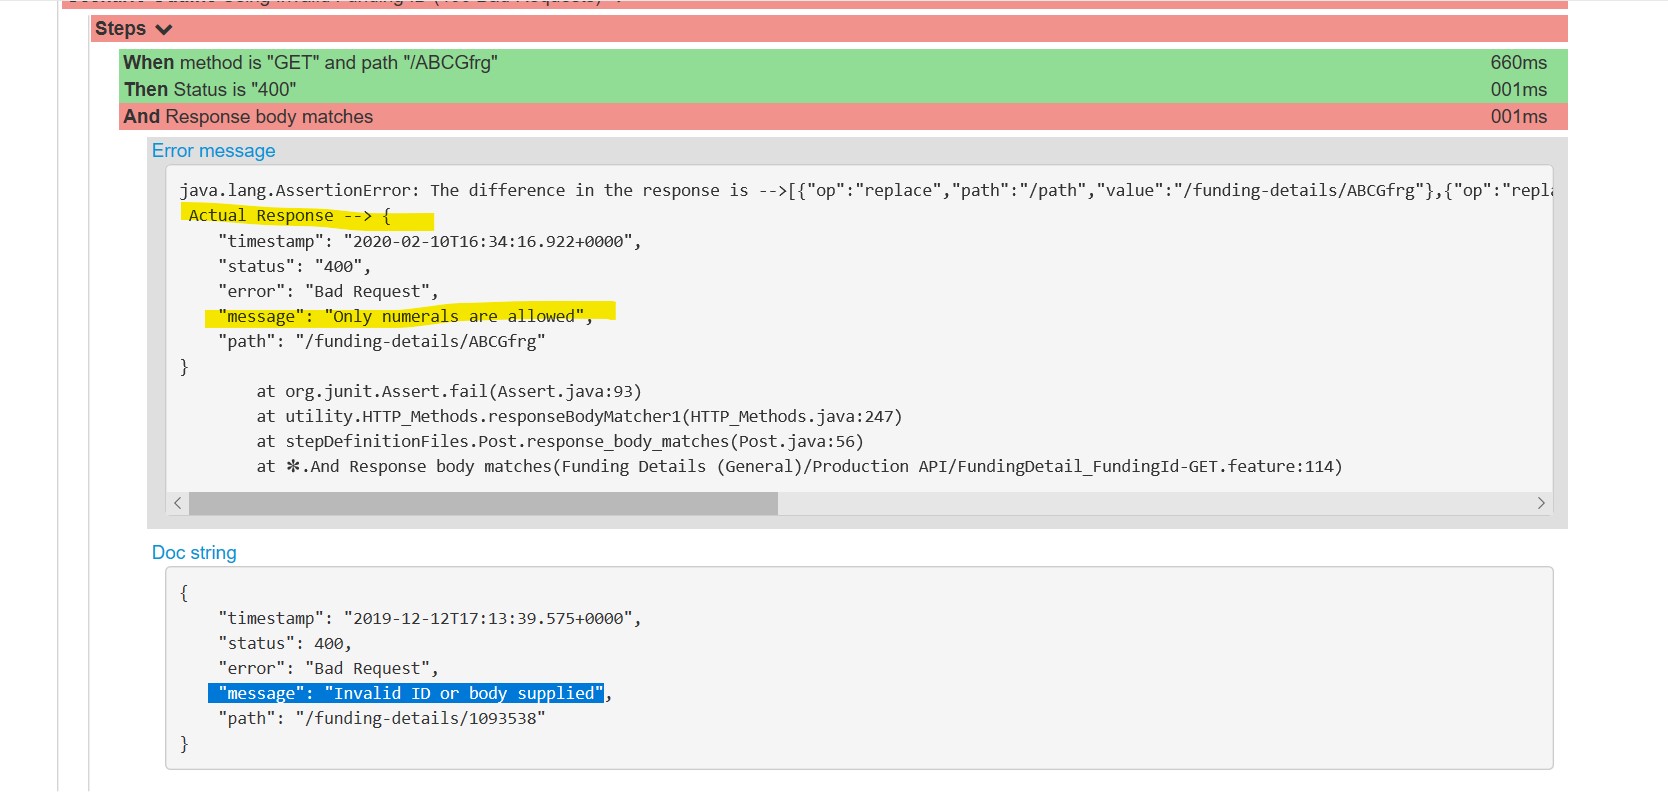 Steps
When method is "GET" and path "/ABCGfrg" 660ms
Then Status is "400" 001ms
And Response body matches 001ms
Error message
java.lang.AssertionError: The difference in the response is -->[{"op":"replace","path":"/path","value":"/funding-details/ABCGfrg"},{"op":"repla
Actual Response --> {
"timestamp": "2020-02-10T16:34:16.922+0000",
"status": "400",
"error": "Bad Request",
"message": "Only numerals are allowed",
"path": "/funding-details/ABCGfrg"
}
at org.junit.Assert.fail(Assert.java:93)
at utility.HTTP_Methods.responseBodyMatcher1(HTTP_Methods.java:247)
at stepDefinitionFiles.Post.response_body_matches(Post.java:56)
at ✻.And Response body matches(Funding Details (General)/Production API/FundingDetail_FundingId-GET.feature:114)
Doc string
{
"timestamp": "2019-12-12T17:13:39.575+0000",
"status": 400,
"error": "Bad Request",
"message": "Invalid ID or body supplied",
"path": "/funding-details/1093538"
}